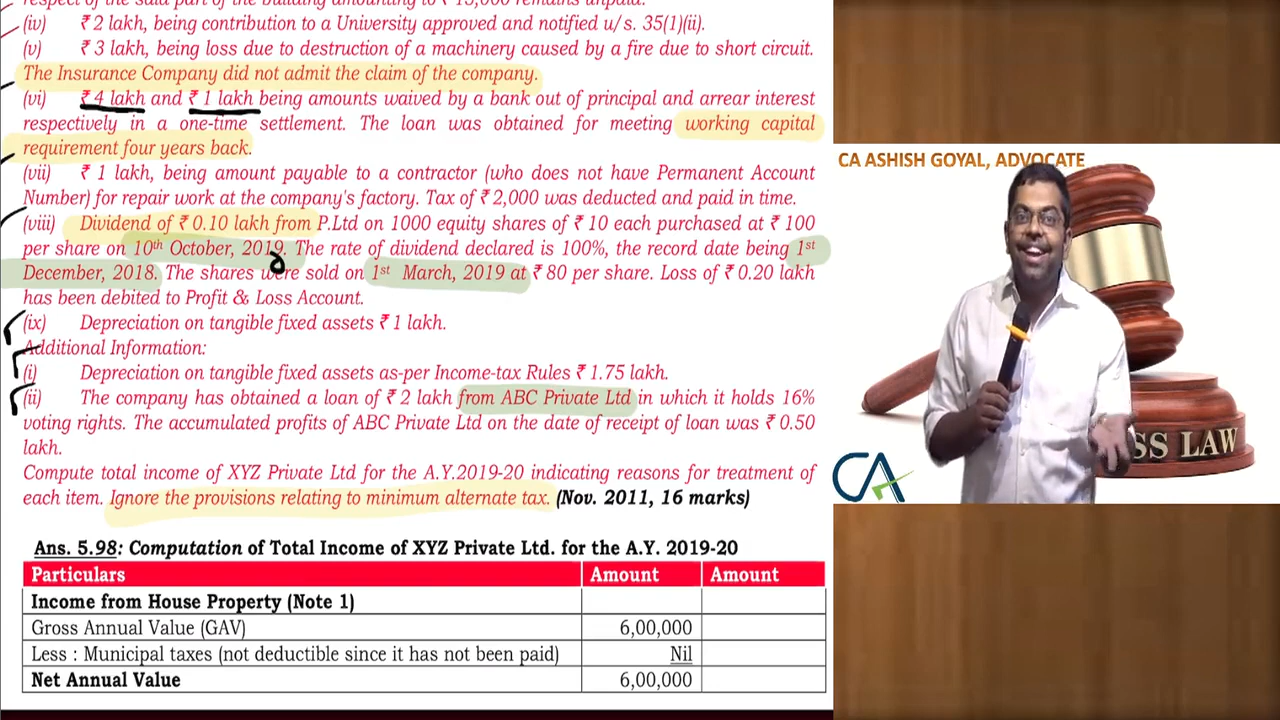 respect of the said part of the building amounting to ₹ 15,000 remains unpaid.
(iv) ₹ 2 lakh, being contribution to a University approved and notified u/s. 35(1)(ii).
(v) ₹ 3 lakh, being loss due to destruction of a machinery caused by a fire due to short circuit.
The Insurance Company did not admit the claim of the company.
(vi) ₹ 4 lakh and ₹ 1 lakh being amounts waived by a bank out of principal and arrear interest
respectively in a one-time settlement. The loan was obtained for meeting working capital
requirement four years back.
(vii) ₹ 1 lakh, being amount payable to a contractor (who does not have Permanent Account
Number) for repair work at the company's factory. Tax of ₹ 2,000 was deducted and paid in time.
(viii) Dividend of ₹ 0.10 lakh from P.Ltd on 1000 equity shares of ₹ 10 each purchased at ₹ 100
per share on 10th October, 2019. The rate of dividend declared is 100%, the record date being 1st
December, 2018. The shares were sold on 1st March, 2019 at ₹ 80 per share. Loss of ₹ 0.20 lakh
has been debited to Profit & Loss Account.
(ix) Depreciation on tangible fixed assets ₹ 1 lakh.
Additional Information:
(i) Depreciation on tangible fixed assets as-per Income-tax Rules ₹ 1.75 lakh.
(ii) The company has obtained a loan of ₹ 2 lakh from ABC Private Ltd in which it holds 16%
voting rights. The accumulated profits of ABC Private Ltd on the date of receipt of loan was ₹ 0.50
lakh.
Compute total income of XYZ Private Ltd for the A.Y.2019-20 indicating reasons for treatment of
each item. Ignore the provisions relating to minimum alternate tax. (Nov. 2011, 16 marks)
Ans. 5.98: Computation of Total Income of XYZ Private Ltd. for the A.Y. 2019-20
Particulars Amount Amount
Income from House Property (Note 1)
Gross Annual Value (GAV) 6,00,000
Less : Municipal taxes (not deductible since it has not been paid) Nil
Net Annual Value 6,00,000
CA ASHISH GOYAL, ADVOCATE
SS LAW
CA